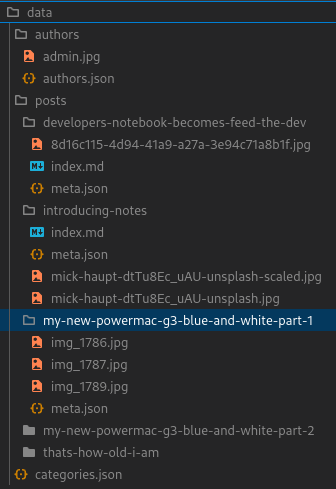 data
authors
admin.jpg
authors.json
posts
developers-notebook-becomes-feed-the-dev
8d16c115-4d94-41a9-a27a-3e94c71a8b1f.jpg
index.md
meta.json
introducing-notes
index.md
meta.json
mick-haupt-dtTu8Ec_uAU-unsplash-scaled.jpg
mick-haupt-dtTu8Ec_uAU-unsplash.jpg
my-new-powermac-g3-blue-and-white-part-1
img_1786.jpg
img_1787.jpg
img_1789.jpg
meta.json
my-new-powermac-g3-blue-and-white-part-2
thats-how-old-i-am
categories.json